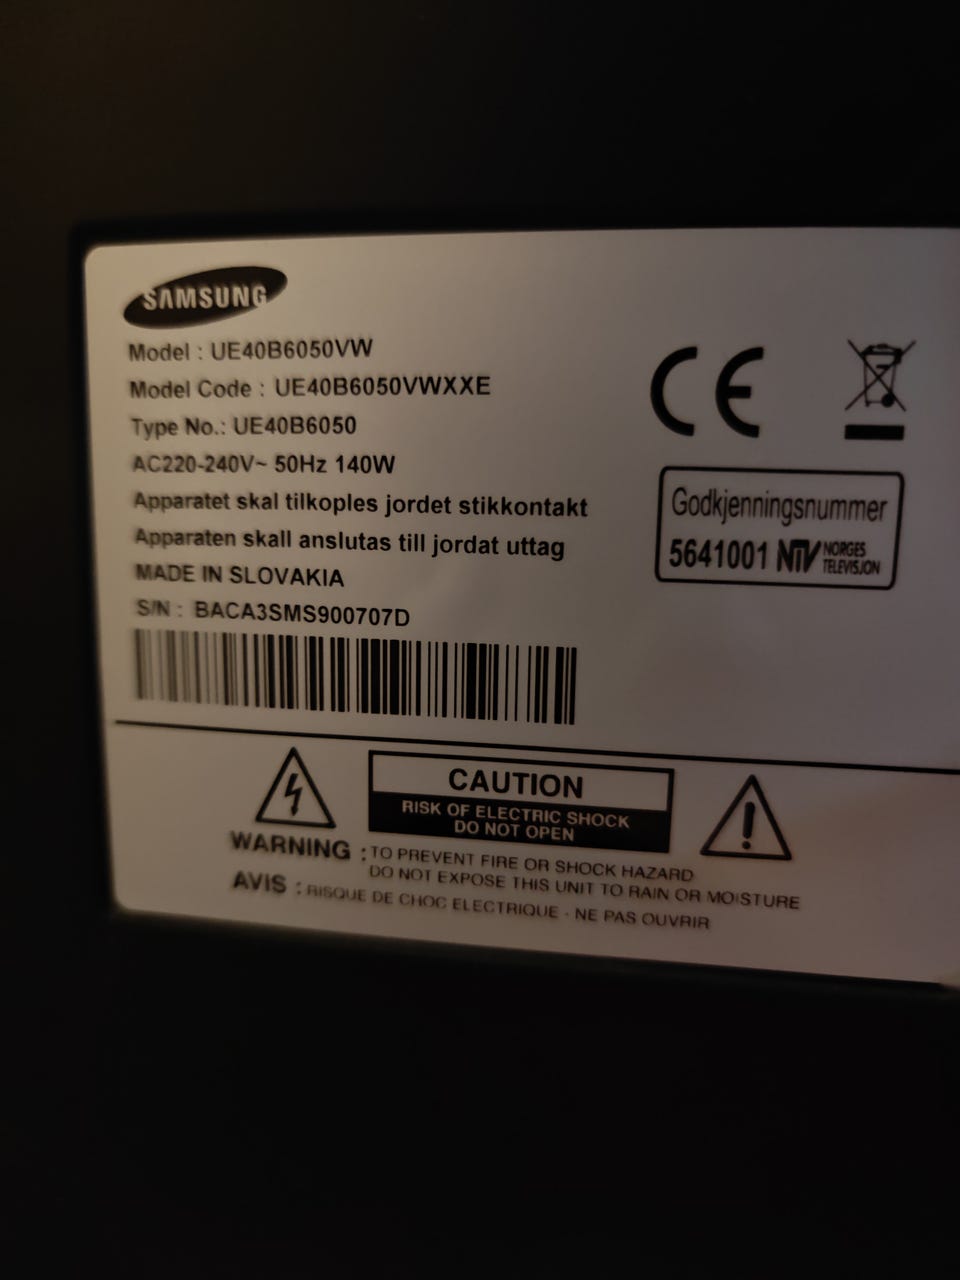 SAMSUNG
Model : UE40B6050VW
Model Code : UE40B6050VWXXE
Type No.: UE40B6050
AC220-240V~ 50Hz 140W
Apparatet skal tilkoples jordet stikkontakt
Apparaten skall anslutas till jordat uttag
MADE IN SLOVAKIA
S/N : BACA3SMS900707D
CE
Godkjenningsnummer
5641001 NTV NORGES
TELEVISJON
CAUTION
RISK OF ELECTRIC SHOCK
DO NOT OPEN
WARNING : TO PREVENT FIRE OR SHOCK HAZARD
DO NOT EXPOSE THIS UNIT TO RAIN OR MOISTURE
AVIS : RISQUE DE CHOC ELECTRIQUE - NE PAS OUVRIR